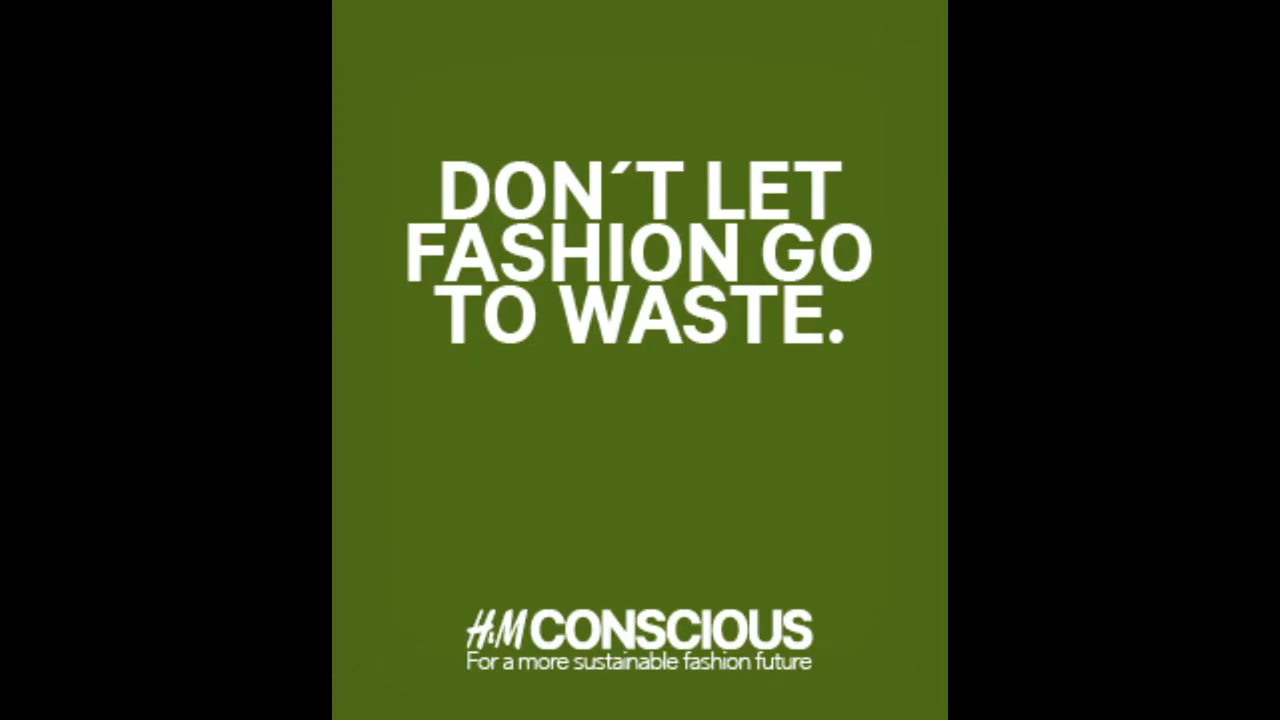 DON´T LET
FASHION GO
TO WASTE.
H&M CONSCIOUS
For a more sustainable fashion future